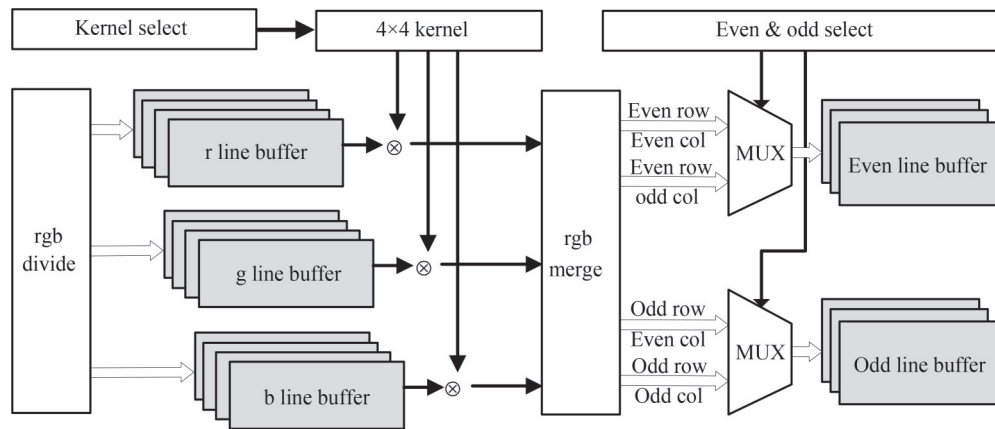 Kernel select
4×4 kernel
Even & odd select
rgb
divide
r line buffer
⊗
g line buffer
⊗
b line buffer
⊗
rgb
merge
Even row
Even col
Even row
odd col
MUX
Even line buffer
Odd row
Even col
Odd row
Odd col
MUX
Odd line buffer